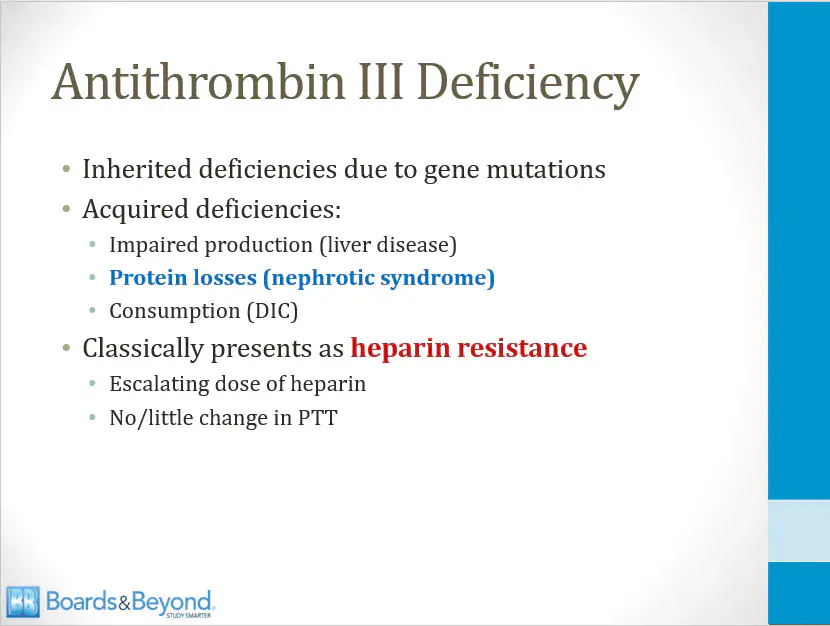 Antithrombin III Deficiency
• Inherited deficiencies due to gene mutations
• Acquired deficiencies:
• Impaired production (liver disease)
• Protein losses (nephrotic syndrome)
• Consumption (DIC)
• Classically presents as heparin resistance
• Escalating dose of heparin
• No/little change in PTT
BB Boards&Beyond.
STUDY SMARTER